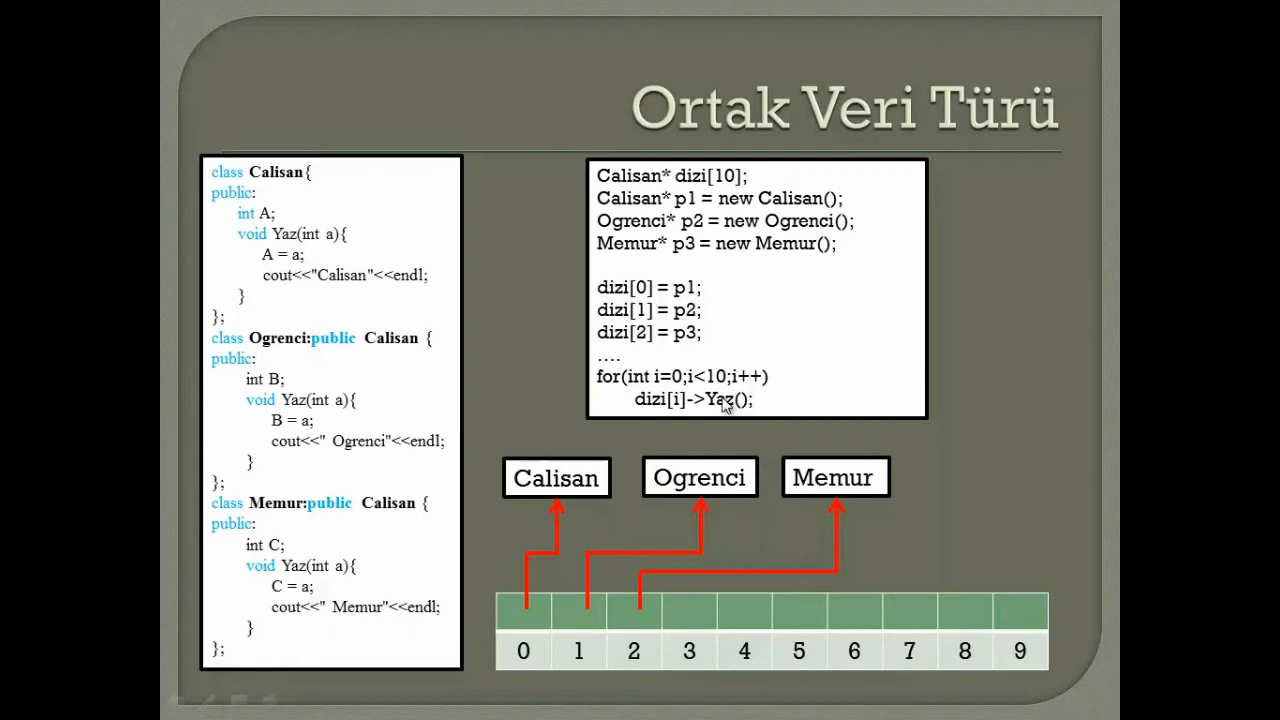 Ortak Veri Türü
class Calisan{
public:
int A;
void Yaz(int a){
A = a;
cout<<"Calisan"<<endl;
}
};
class Ogrenci:public Calisan {
public:
int B;
void Yaz(int a){
B = a;
cout<<" Ogrenci"<<endl;
}
};
class Memur:public Calisan {
public:
int C;
void Yaz(int a){
C = a;
cout<<" Memur"<<endl;
}
};
Calisan* dizi[10];
Calisan* p1 = new Calisan();
Ogrenci* p2 = new Ogrenci();
Memur* p3 = new Memur();
dizi[0] = p1;
dizi[1] = p2;
dizi[2] = p3;
....
for(int i=0;i<10;i++)
dizi[i]->Yaz();
Calisan Ogrenci Memur
0 1 2 3 4 5 6 7 8 9